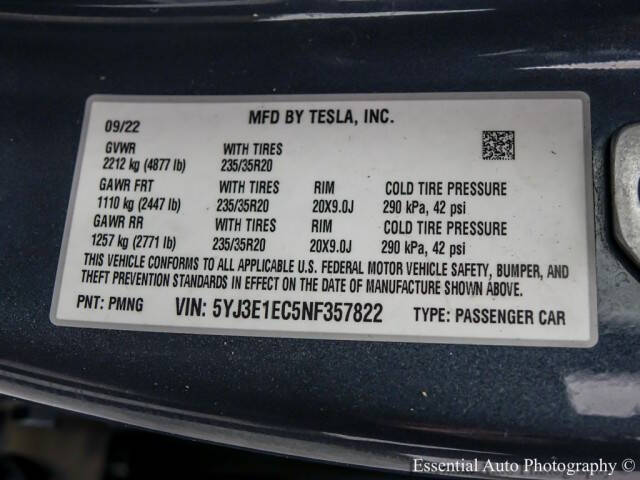 MFD BY TESLA, INC.
09/22
GVWR WITH TIRES
2212 kg (4877 lb) 235/35R20
GAWR FRT WITH TIRES RIM COLD TIRE PRESSURE
1110 kg (2447 lb) 235/35R20 20X9.0J 290 kPa, 42 psi
GAWR RR WITH TIRES RIM COLD TIRE PRESSURE
1257 kg (2771 lb) 235/35R20 20X9.0J 290 kPa, 42 psi
THIS VEHICLE CONFORMS TO ALL APPLICABLE U.S. FEDERAL MOTOR VEHICLE SAFETY, BUMPER, AND
THEFT PREVENTION STANDARDS IN EFFECT ON THE DATE OF MANUFACTURE SHOWN ABOVE.
PNT: PMNG VIN: 5YJ3E1EC5NF357822 TYPE: PASSENGER CAR
Essential Auto Photography ©